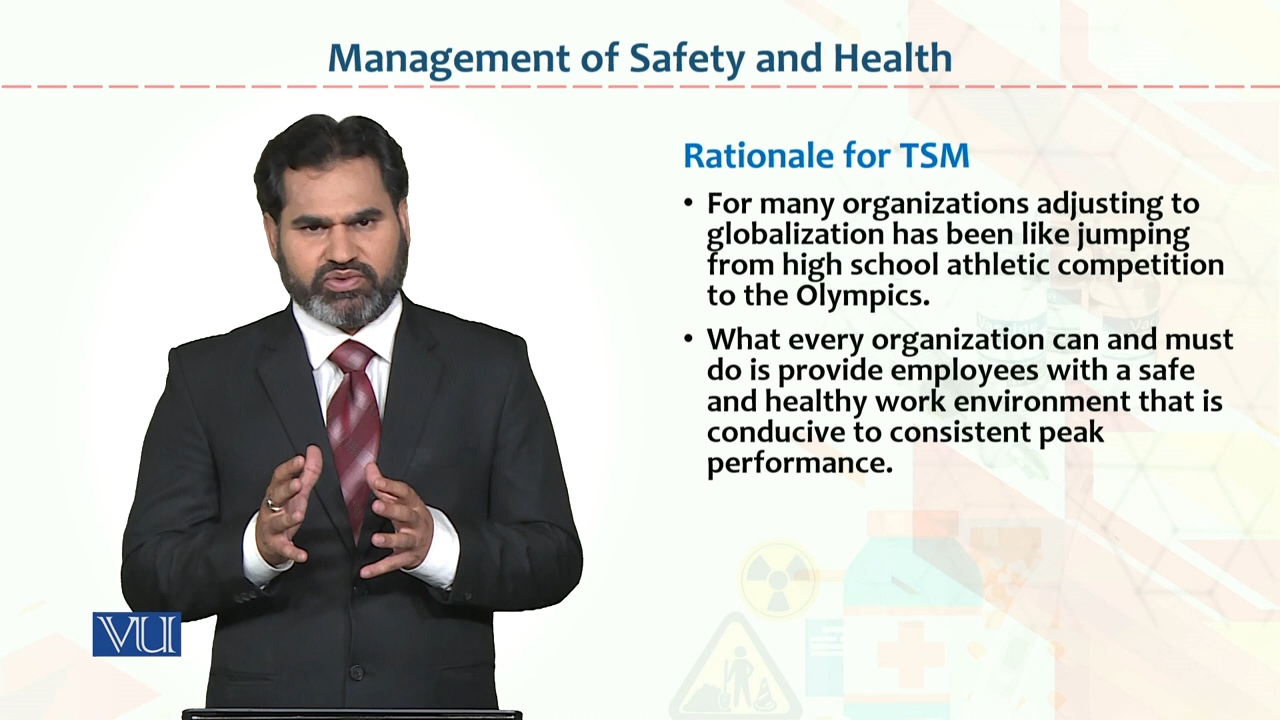 Management of Safety and Health
Rationale for TSM
• For many organizations adjusting to
globalization has been like jumping
from high school athletic competition
to the Olympics.
• What every organization can and must
do is provide employees with a safe
and healthy work environment that is
conducive to consistent peak
performance.
VU